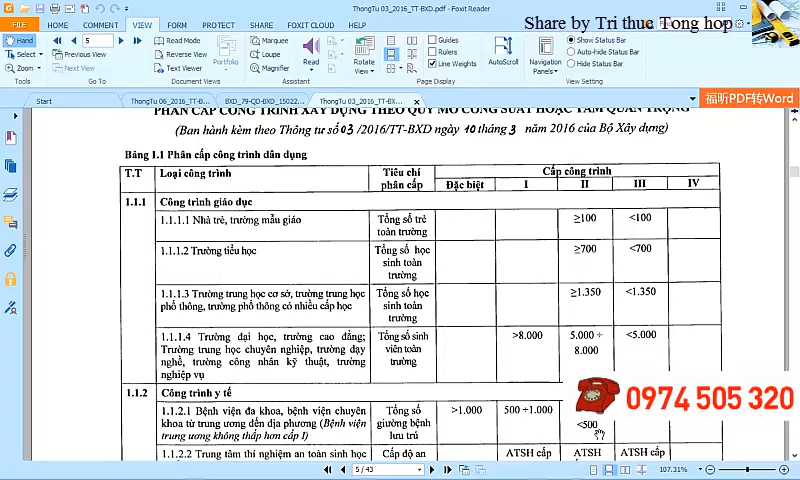 ThongTu 03_2016_TT-BXD.pdf - Foxit Reader
Share by Tri thuc Tong hop
FILE HOME COMMENT VIEW FORM PROTECT SHARE FOXIT CLOUD HELP
Hand 5 Read Mode Marquee Guides Show Status Bar
Select Previous View Reverse View Loupe Rulers Auto-hide Status Bar
Zoom Next View Text Viewer Magnifier Line Weights Hide Status Bar
Portfolio Read Rotate View AutoScroll Navigation Panels
Tools Go To Document Views Assistant Page Display View Setting
Start ThongTu 06_2016_TT-B... BXD_79-QD-BXD_15022... ThongTu 03_2016_TT-BX... 福昕PDF转Word
PHÂN CẤP CÔNG TRÌNH XÂY DỰNG THEO QUY MÔ CÔNG SUẤT HOẶC TẦM QUAN TRỌNG
(Ban hành kèm theo Thông tư số 03 /2016/TT-BXD ngày 10 tháng 3 năm 2016 của Bộ Xây dựng)
Bảng 1.1 Phân cấp công trình dân dụng
T.T Loại công trình Tiêu chí phân cấp Cấp công trình
Đặc biệt I II III IV
1.1.1 Công trình giáo dục
1.1.1.1 Nhà trẻ, trường mẫu giáo Tổng số trẻ toàn trường ≥100 <100
1.1.1.2 Trường tiểu học Tổng số học sinh toàn trường ≥700 <700
1.1.1.3 Trường trung học cơ sở, trường trung học phổ thông, trường phổ thông có nhiều cấp học Tổng số học sinh toàn trường ≥1.350 <1.350
1.1.1.4 Trường đại học, trường cao đẳng; Trường trung học chuyên nghiệp, trường dạy nghề, trường công nhân kỹ thuật, trường nghiệp vụ Tổng số sinh viên toàn trường >8.000 5.000 ÷ 8.000 <5.000
1.1.2 Công trình y tế
1.1.2.1 Bệnh viện đa khoa, bệnh viện chuyên khoa từ trung ương đến địa phương (Bệnh viện trung ương không thấp hơn cấp I) Tổng số giường bệnh lưu trú >1.000 500 ÷1.000 <500
0974 505 320
1.1.2.2 Trung tâm thí nghiệm an toàn sinh học Cấp độ an ATSH cấp ATSH ATSH cấp
5 / 43 107.31%